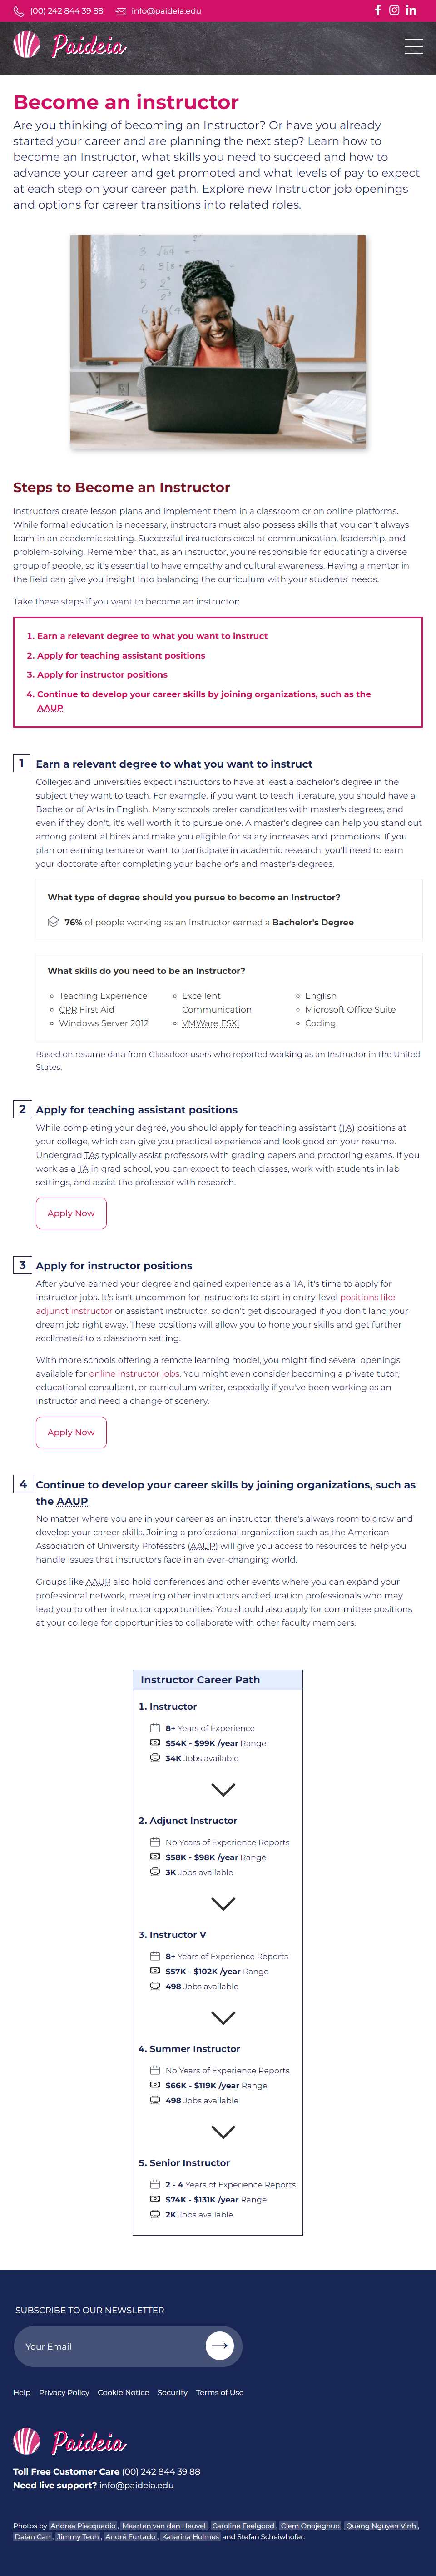 (00) 242 844 39 88 info@paideia.edu
Paideia
Become an instructor
Are you thinking of becoming an Instructor? Or have you already
started your career and are planning the next step? Learn how to
become an Instructor, what skills you need to succeed and how to
advance your career and get promoted and what levels of pay to expect
at each step on your career path. Explore new Instructor job openings
and options for career transitions into related roles.
Steps to Become an Instructor
Instructors create lesson plans and implement them in a classroom or on online platforms.
While formal education is necessary, instructors must also possess skills that you can't always
learn in an academic setting. Successful instructors excel at communication, leadership, and
problem-solving. Remember that, as an instructor, you're responsible for educating a diverse
group of people, so it's essential to have empathy and cultural awareness. Having a mentor in
the field can give you insight into balancing the curriculum with your students' needs.
Take these steps if you want to become an instructor:
1. Earn a relevant degree to what you want to instruct
2. Apply for teaching assistant positions
3. Apply for instructor positions
4. Continue to develop your career skills by joining organizations, such as the
AAUP
1 Earn a relevant degree to what you want to instruct
Colleges and universities expect instructors to have at least a bachelor's degree in the
subject they want to teach. For example, if you want to teach literature, you should have a
Bachelor of Arts in English. Many schools prefer candidates with master's degrees, and
even if they don't, it's well worth it to pursue one. A master's degree can help you stand out
among potential hires and make you eligible for salary increases and promotions. If you
plan on earning tenure or want to participate in academic research, you'll need to earn
your doctorate after completing your bachelor's and master's degrees.
What type of degree should you pursue to become an Instructor?
76% of people working as an Instructor earned a Bachelor's Degree
What skills do you need to be an Instructor?
Teaching Experience
CPR First Aid
Windows Server 2012
Excellent
Communication
VMWare ESXi
English
Microsoft Office Suite
Coding
Based on resume data from Glassdoor users who reported working as an Instructor in the United
States.
2 Apply for teaching assistant positions
While completing your degree, you should apply for teaching assistant (TA) positions at
your college, which can give you practical experience and look good on your resume.
Undergrad TAs typically assist professors with grading papers and proctoring exams. If you
work as a TA in grad school, you can expect to teach classes, work with students in lab
settings, and assist the professor with research.
Apply Now
3 Apply for instructor positions
After you've earned your degree and gained experience as a TA, it's time to apply for
instructor jobs. It's isn't uncommon for instructors to start in entry-level positions like
adjunct instructor or assistant instructor, so don't get discouraged if you don't land your
dream job right away. These positions will allow you to hone your skills and get further
acclimated to a classroom setting.
With more schools offering a remote learning model, you might find several openings
available for online instructor jobs. You might even consider becoming a private tutor,
educational consultant, or curriculum writer, especially if you've been working as an
instructor and need a change of scenery.
Apply Now
4 Continue to develop your career skills by joining organizations, such as
the AAUP
No matter where you are in your career as an instructor, there's always room to grow and
develop your career skills. Joining a professional organization such as the American
Association of University Professors (AAUP) will give you access to resources to help you
handle issues that instructors face in an ever-changing world.
Groups like AAUP also hold conferences and other events where you can expand your
professional network, meeting other instructors and education professionals who may
lead you to other instructor opportunities. You should also apply for committee positions
at your college for opportunities to collaborate with other faculty members.
Instructor Career Path
1. Instructor
8+ Years of Experience
$54K - $99K /year Range
34K Jobs available
2. Adjunct Instructor
No Years of Experience Reports
$58K - $98K /year Range
3K Jobs available
3. Instructor V
8+ Years of Experience Reports
$57K - $102K /year Range
498 Jobs available
4. Summer Instructor
No Years of Experience Reports
$66K - $119K /year Range
498 Jobs available
5. Senior Instructor
2 - 4 Years of Experience Reports
$74K - $131K /year Range
2K Jobs available
SUBSCRIBE TO OUR NEWSLETTER
Your Email
Help Privacy Policy Cookie Notice Security Terms of Use
Paideia
Toll Free Customer Care (00) 242 844 39 88
Need live support? info@paideia.edu
Photos by Andrea Piacquadio, Maarten van den Heuvel, Caroline Feelgood, Clem Onojeghuo, Quang Nguyen Vinh,
Daian Gan, Jimmy Teoh, André Furtado, Katerina Holmes and Stefan Scheiwhofer.